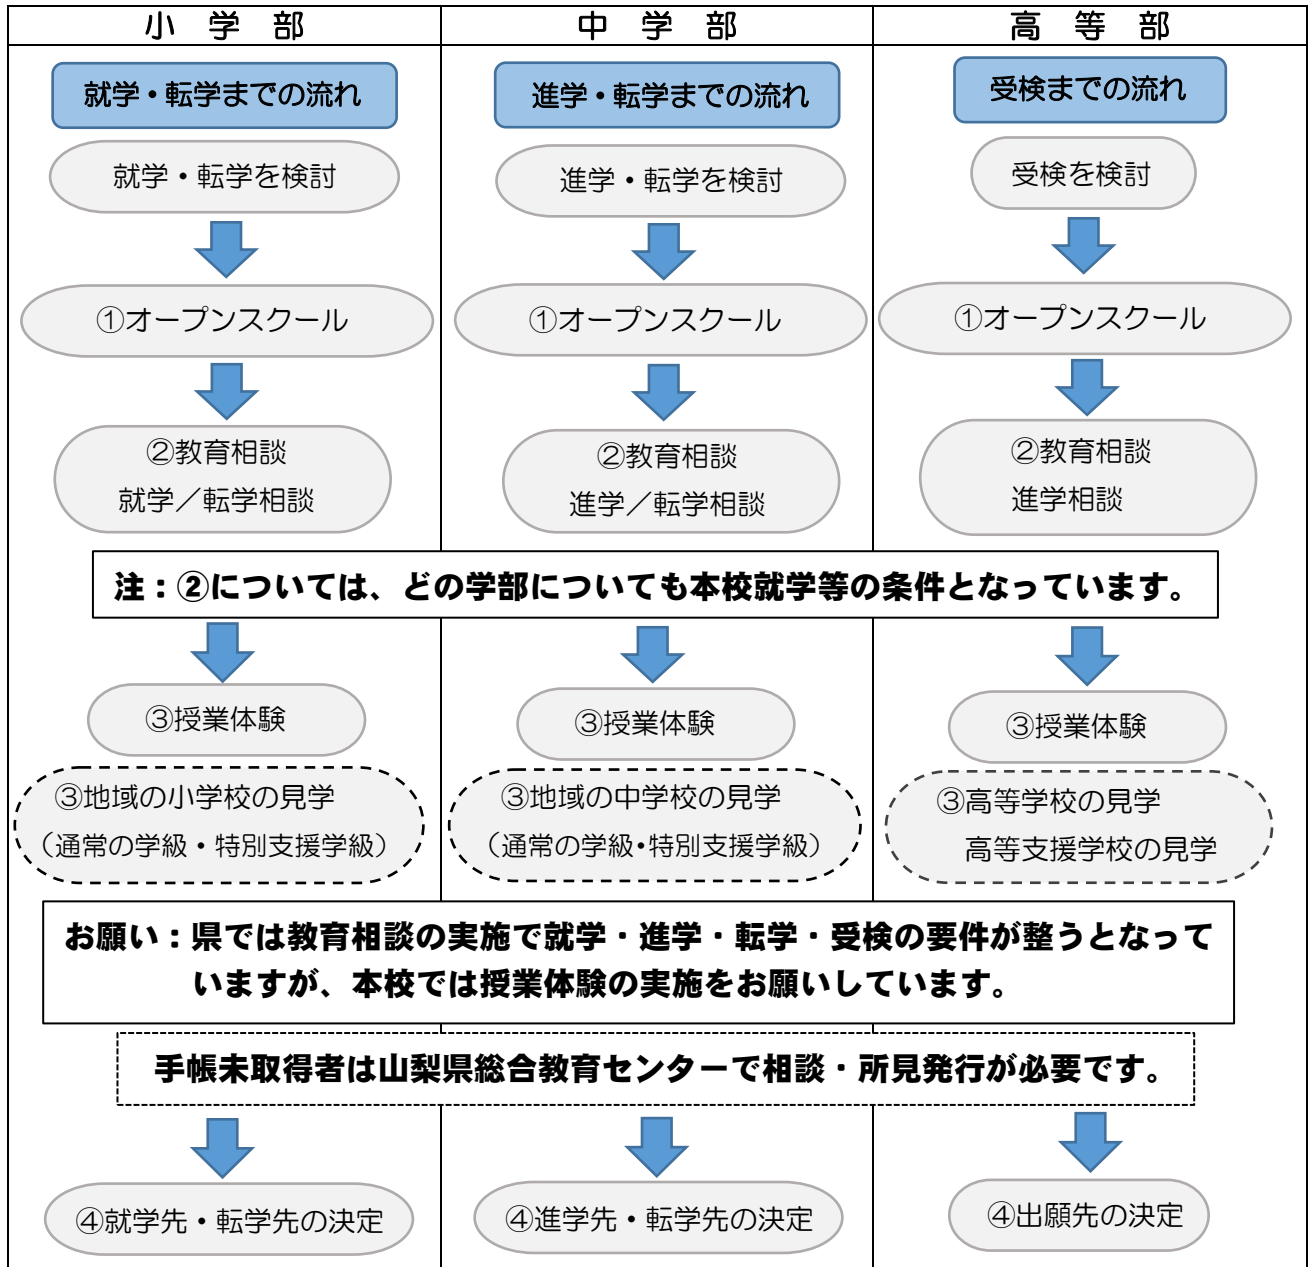 小 学 部
就学・転学までの流れ
就学・転学を検討
①オープンスクール
②教育相談
就学／転学相談
中 学 部
進学・転学までの流れ
進学・転学を検討
①オープンスクール
②教育相談
進学／転学相談
高 等 部
受検までの流れ
受検を検討
①オープンスクール
②教育相談
進学相談
注：②については、どの学部についても本校就学等の条件となっています。
③授業体験
③地域の小学校の見学
（通常の学級・特別支援学級）
③授業体験
③地域の中学校の見学
（通常の学級・特別支援学級）
③授業体験
③高等学校の見学
高等支援学校の見学
お願い：県では教育相談の実施で就学・進学・転学・受検の要件が整うとなって
いますが、本校では授業体験の実施をお願いしています。
手帳未取得者は山梨県総合教育センターで相談・所見発行が必要です。
④就学先・転学先の決定
④進学先・転学先の決定
④出願先の決定